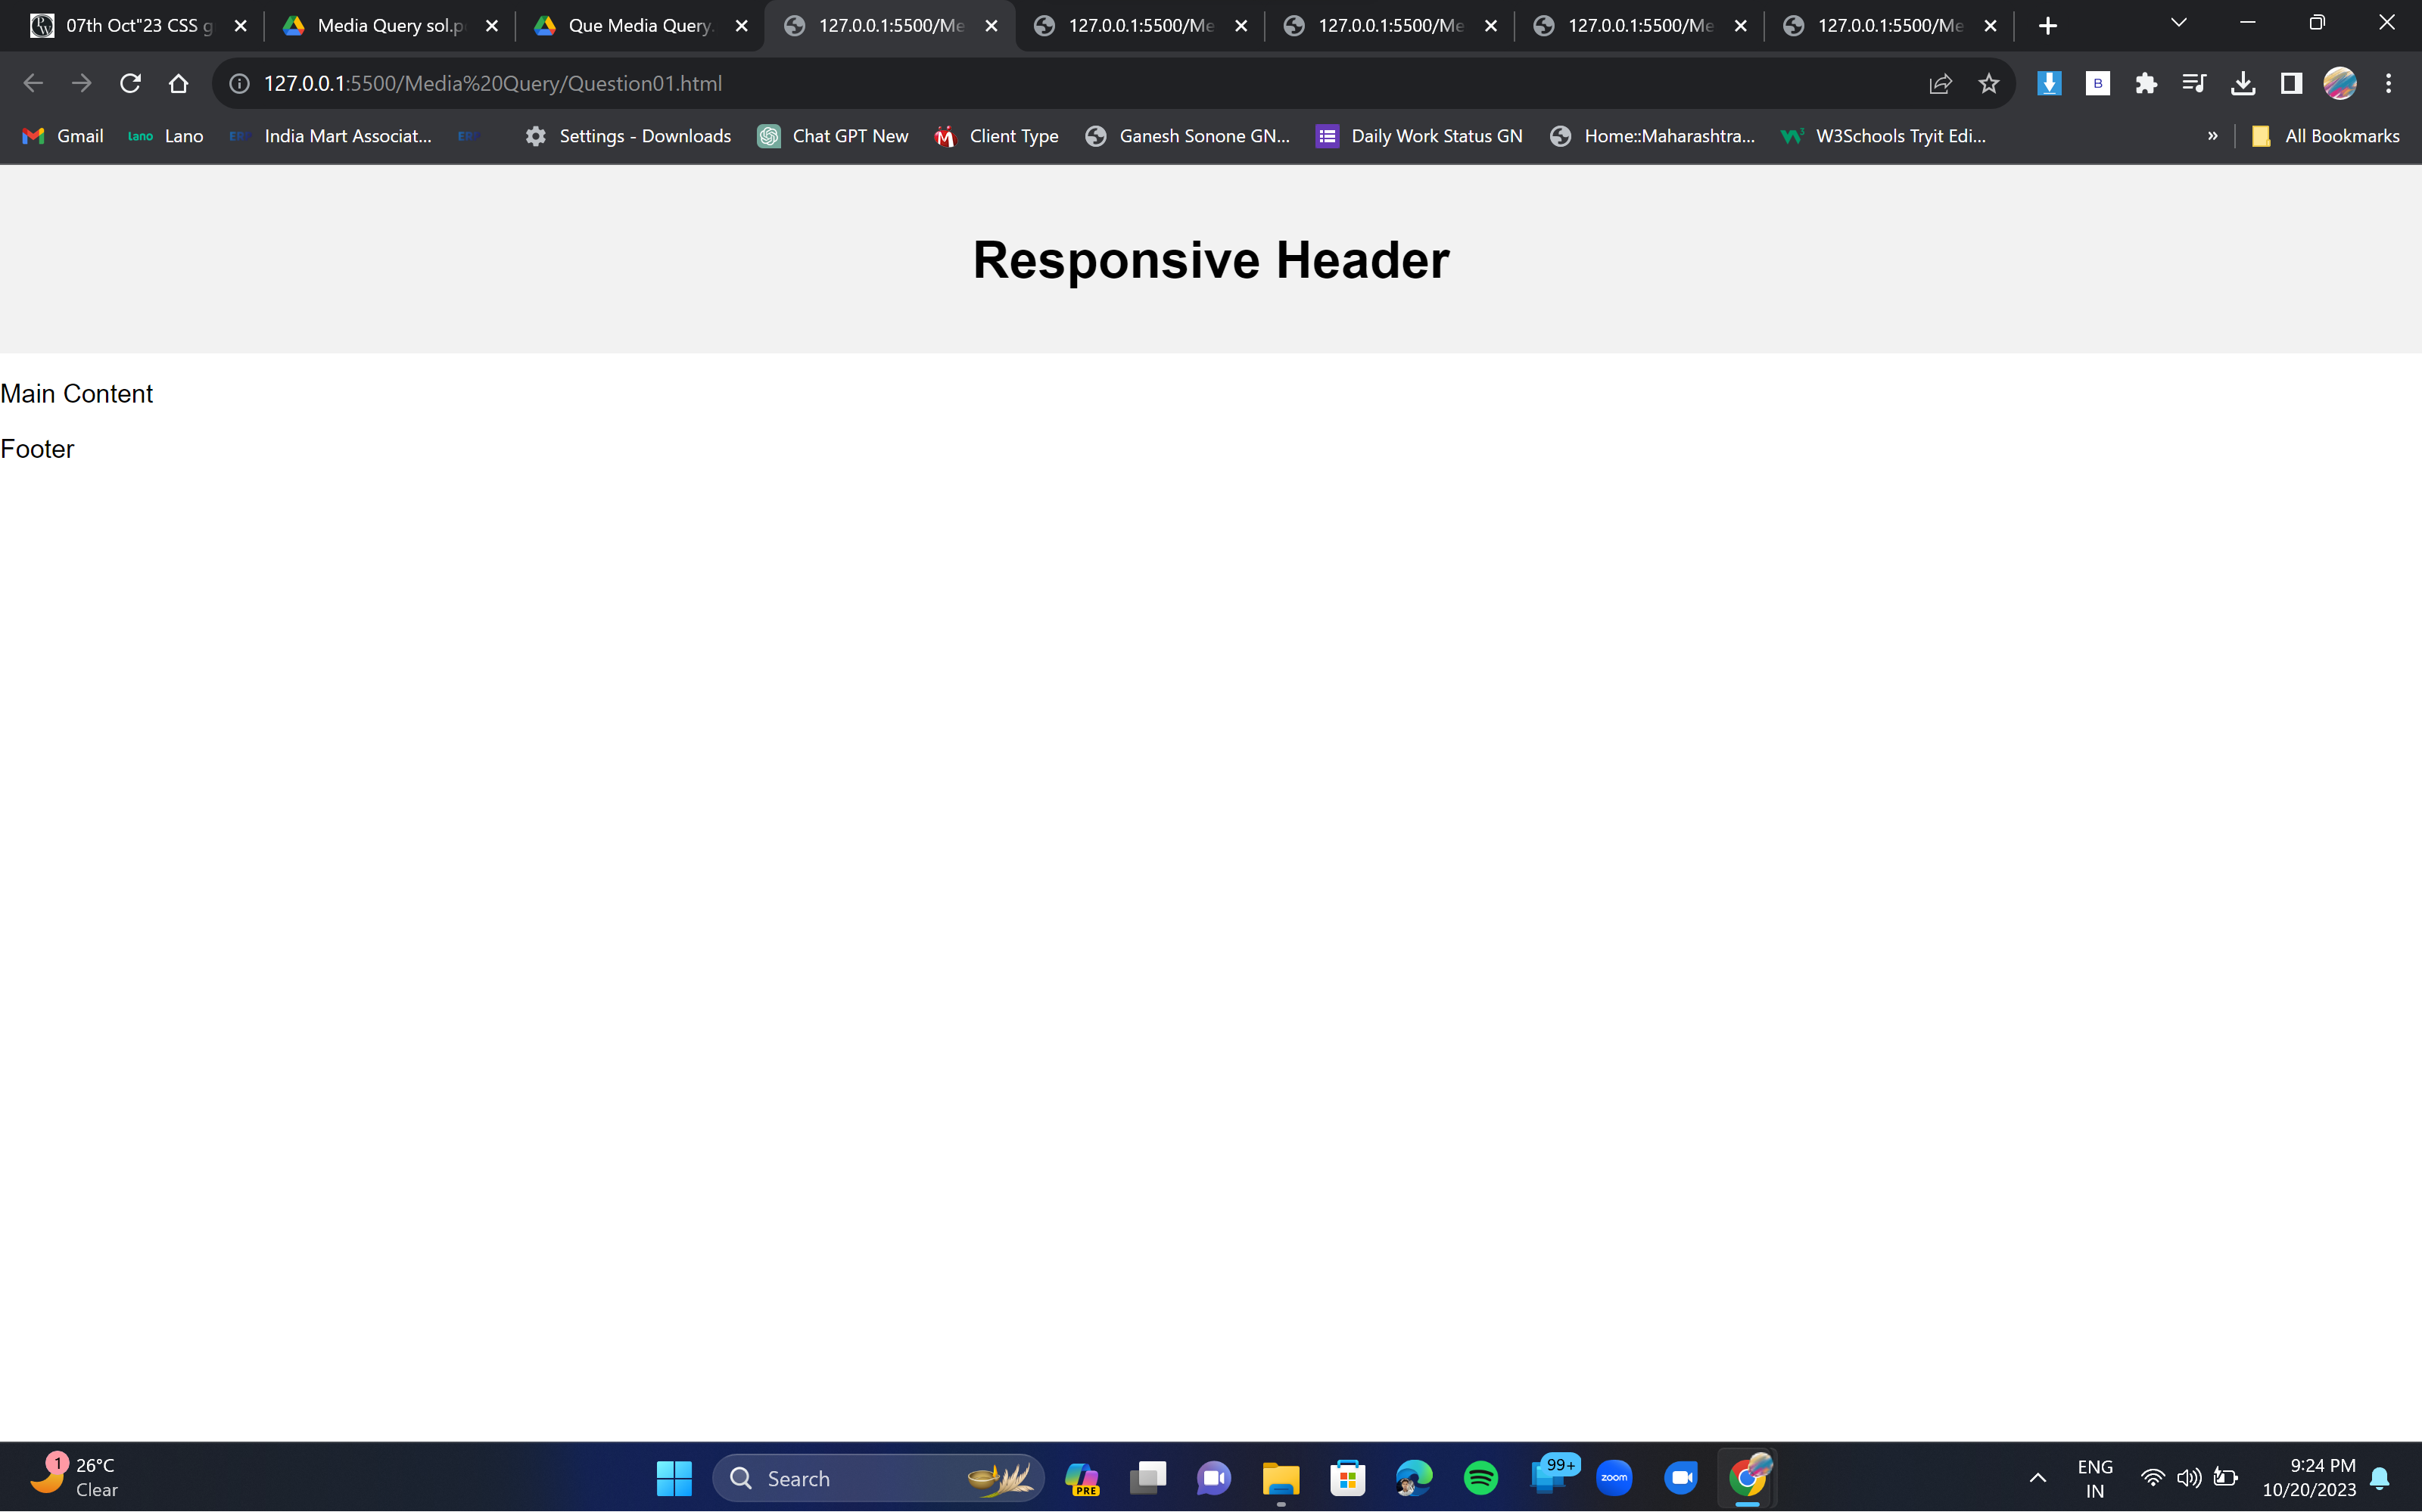 07th Oct"23 CSS g
Media Query sol.p
Que Media Query.
127.0.0.1:5500/Me
127.0.0.1:5500/Me
127.0.0.1:5500/Me
127.0.0.1:5500/Me
127.0.0.1:5500/Me
127.0.0.1:5500/Media%20Query/Question01.html
B
Gmail
lano Lano
India Mart Associat...
Settings - Downloads
Chat GPT New
Client Type
Ganesh Sonone GN...
Daily Work Status GN
Home::Maharashtra...
W3Schools Tryit Edi...
»
All Bookmarks
Responsive Header
Main Content
Footer
1
26°C
Clear
Search
PRE
99+
zoom
ENG
IN
9:24 PM
10/20/2023